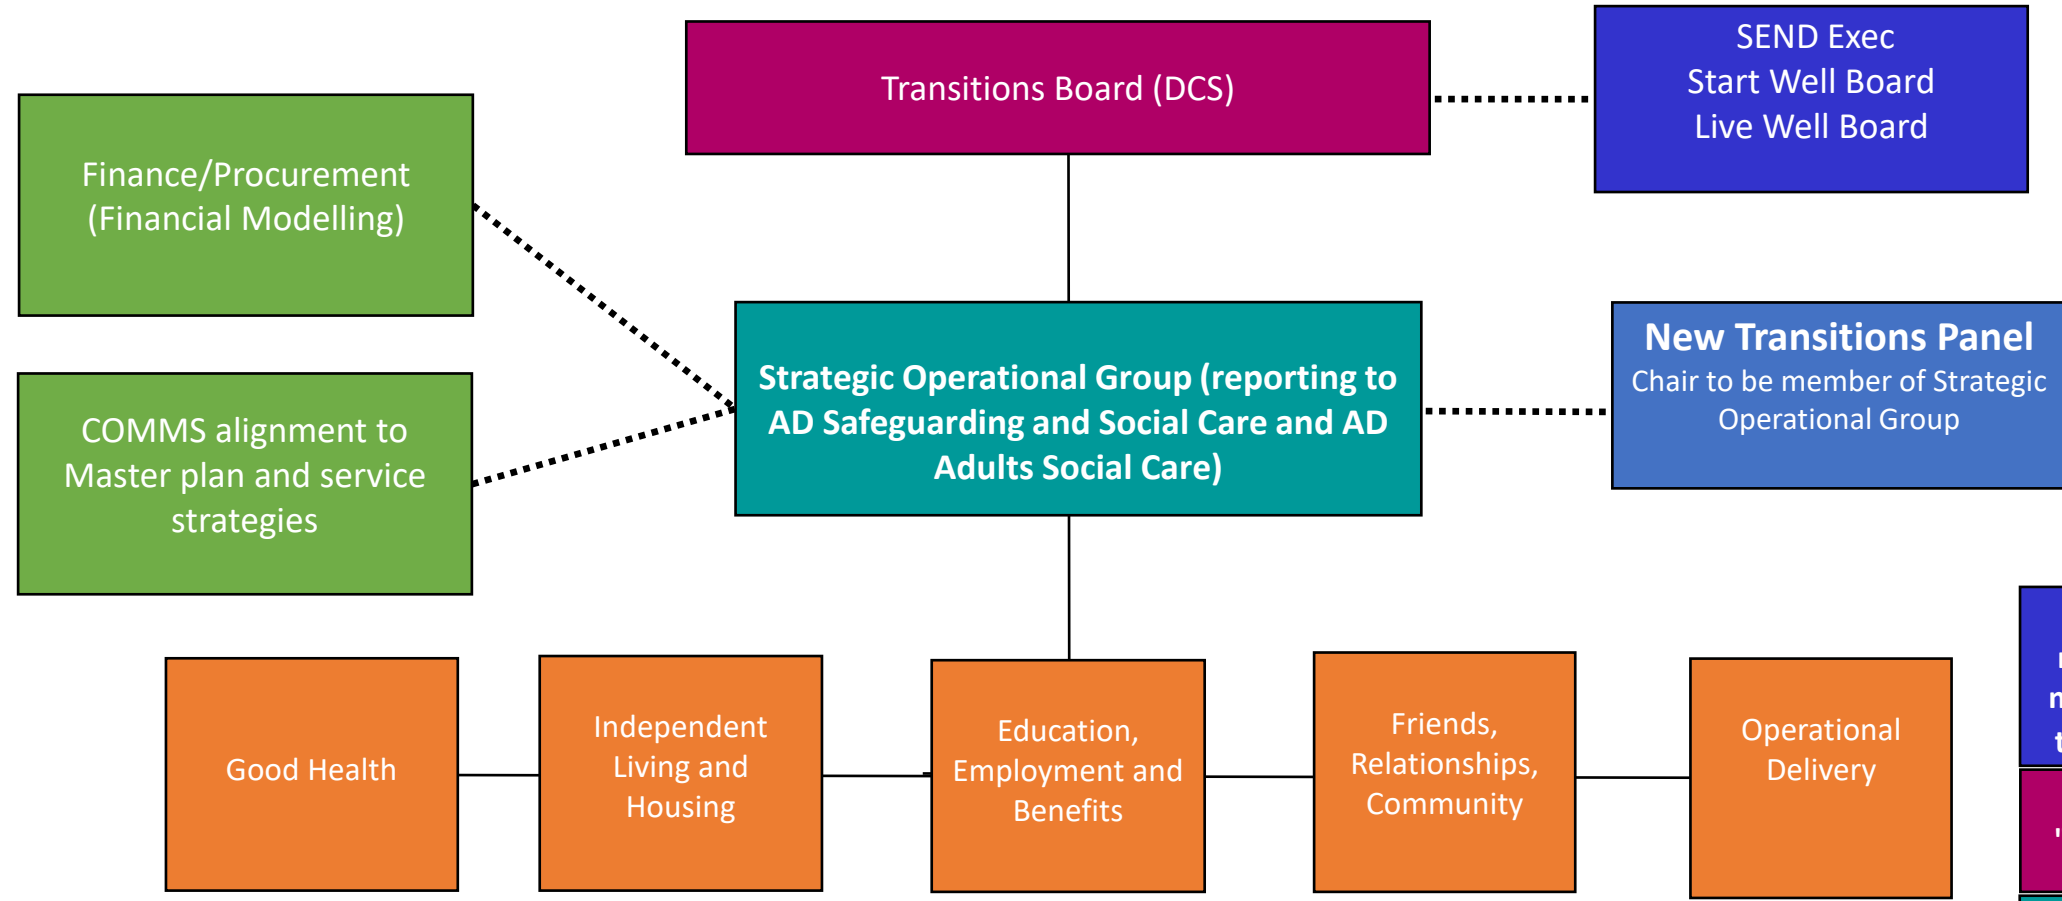 Transitions Board (DCS)
SEND Exec
Start Well Board
Live Well Board
Finance/Procurement
(Financial Modelling)
Strategic Operational Group (reporting to
AD Safeguarding and Social Care and AD
Adults Social Care)
New Transitions Panel
Chair to be member of Strategic
Operational Group
COMMS alignment to
Master plan and service
strategies
Good Health
Independent
Living and
Housing
Education,
Employment and
Benefits
Friends,
Relationships,
Community
Operational
Delivery